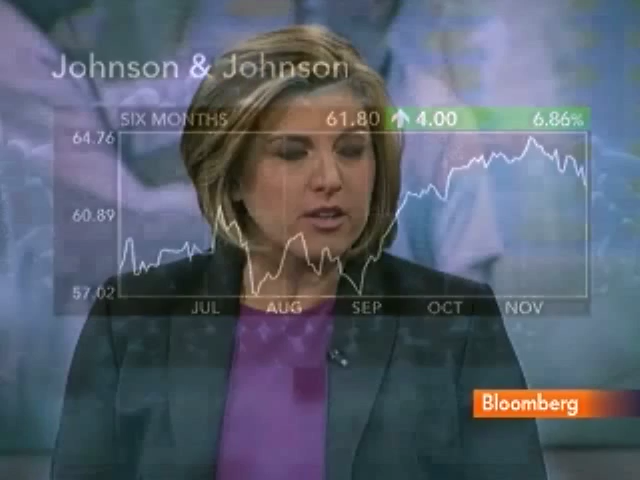 Johnson & Johnson
SIX MONTHS 61.80 4.00 6.86%
64.76
60.89
57.02
JUL AUG SEP OCT NOV
Bloomberg